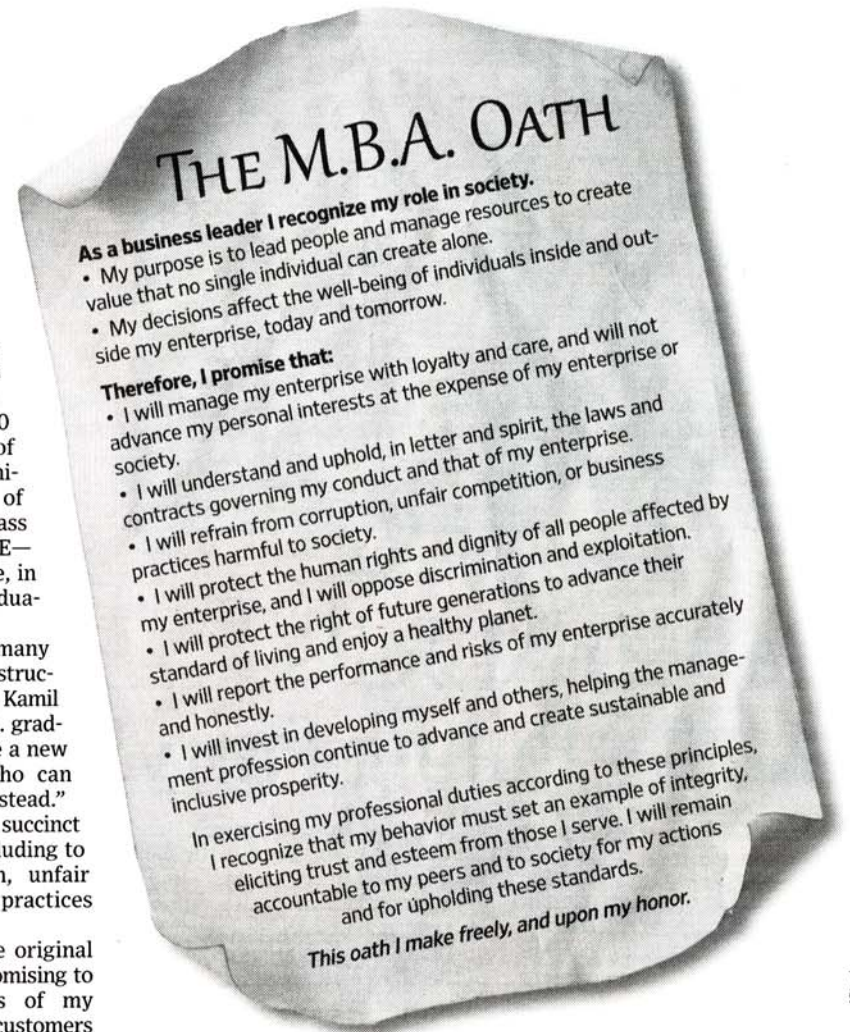 THE M.B.A. OATH
As a business leader I recognize my role in society.
• My purpose is to lead people and manage resources to create
value that no single individual can create alone.
• My decisions affect the well-being of individuals inside and out-
side my enterprise, today and tomorrow.
Therefore, I promise that:
• I will manage my enterprise with loyalty and care, and will not
advance my personal interests at the expense of my enterprise or
society.
• I will understand and uphold, in letter and spirit, the laws and
contracts governing my conduct and that of my enterprise.
• I will refrain from corruption, unfair competition, or business
practices harmful to society.
• I will protect the human rights and dignity of all people affected by
my enterprise, and I will oppose discrimination and exploitation.
• I will protect the right of future generations to advance their
standard of living and enjoy a healthy planet.
• I will report the performance and risks of my enterprise accurately
and honestly.
• I will invest in developing myself and others, helping the manage-
ment profession continue to advance and create sustainable and
inclusive prosperity.
In exercising my professional duties according to these principles,
I recognize that my behavior must set an example of integrity,
eliciting trust and esteem from those I serve. I will remain
accountable to my peers and to society for my actions
and for upholding these standards.
This oath I make freely, and upon my honor.
0
of
ni-
of
ass
E—
e, in
dua-
many
struc-
Kamil
. grad-
e a new
ho can
stead.”
succinct
luding to
n, unfair
practices
e original
omising to
s of my
customers